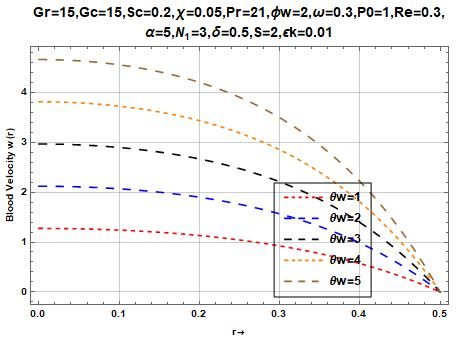 Gr=15,Gc=15,Sc=0.2,χ=0.05,Pr=21,ϕw=2,ω=0.3,P0=1,Re=0.3,
α=5,N₁=3,δ=0.5,S=2,ϵk=0.01
Blood Velocity w (r)
4
3
2
1
0
θw=1
θw=2
θw=3
θw=4
θw=5
0.0 0.1 0.2 0.3 0.4 0.5
r→